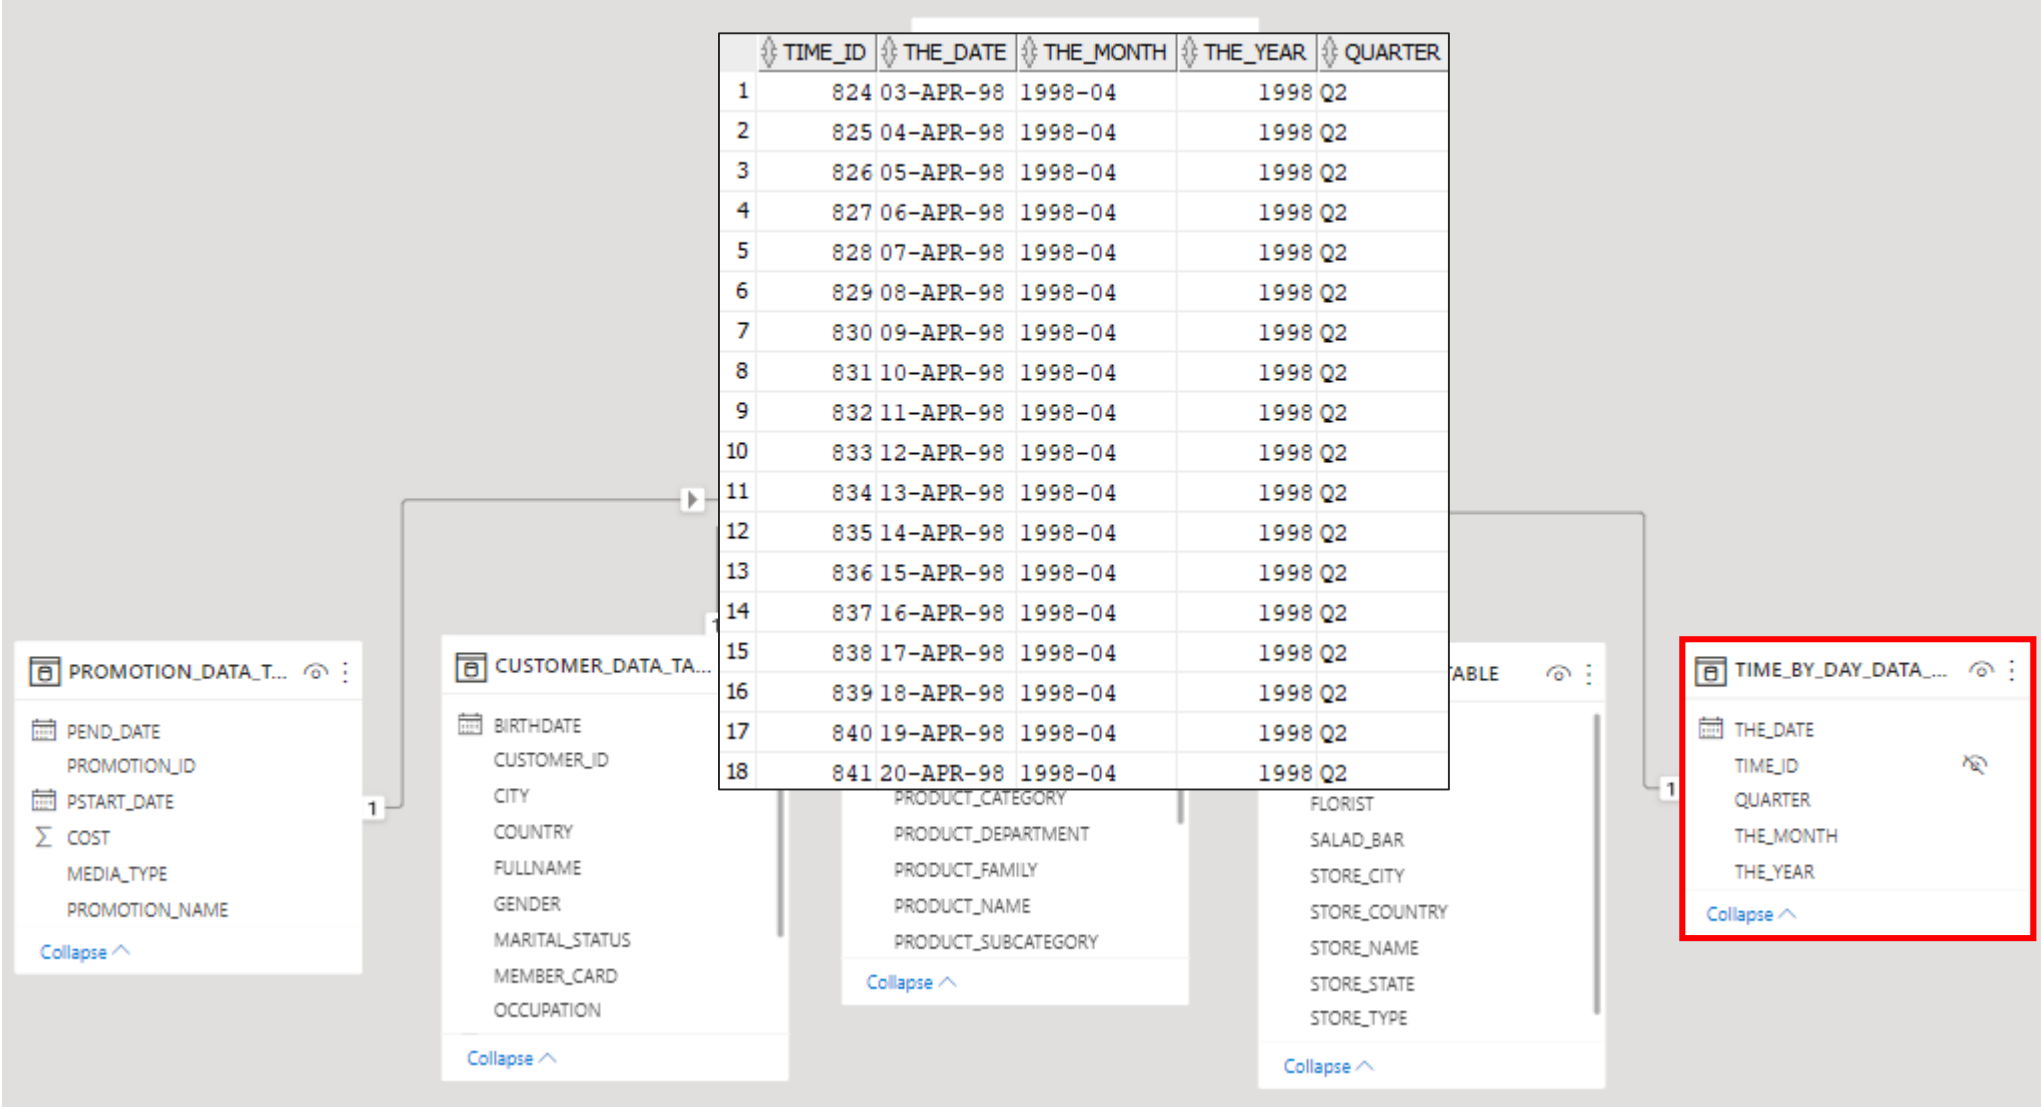 TIME_ID THE_DATE THE_MONTH THE_YEAR QUARTER
1 824 03-APR-98 1998-04 1998 Q2
2 825 04-APR-98 1998-04 1998 Q2
3 826 05-APR-98 1998-04 1998 Q2
4 827 06-APR-98 1998-04 1998 Q2
5 828 07-APR-98 1998-04 1998 Q2
6 829 08-APR-98 1998-04 1998 Q2
7 830 09-APR-98 1998-04 1998 Q2
8 831 10-APR-98 1998-04 1998 Q2
9 832 11-APR-98 1998-04 1998 Q2
10 833 12-APR-98 1998-04 1998 Q2
11 834 13-APR-98 1998-04 1998 Q2
12 835 14-APR-98 1998-04 1998 Q2
13 836 15-APR-98 1998-04 1998 Q2
14 837 16-APR-98 1998-04 1998 Q2
15 838 17-APR-98 1998-04 1998 Q2
16 839 18-APR-98 1998-04 1998 Q2
17 840 19-APR-98 1998-04 1998 Q2
18 841 20-APR-98 1998-04 1998 Q2
PROMOTION_DATA_T...
PEND_DATE
PROMOTION_ID
PSTART_DATE
1
Σ COST
MEDIA_TYPE
PROMOTION_NAME
Collapse
1
CUSTOMER_DATA_TA...
BIRTHDATE
CUSTOMER_ID
CITY
COUNTRY
FULLNAME
GENDER
MARITAL_STATUS
MEMBER_CARD
OCCUPATION
Collapse
PRODUCT_CATEGORY
PRODUCT_DEPARTMENT
PRODUCT_FAMILY
PRODUCT_NAME
PRODUCT_SUBCATEGORY
Collapse
TABLE
FLORIST
SALAD_BAR
STORE_CITY
STORE_COUNTRY
STORE_NAME
STORE_STATE
STORE_TYPE
Collapse
TIME_BY_DAY_DATA_...
THE_DATE
TIME_ID
1
QUARTER
THE_MONTH
THE_YEAR
Collapse